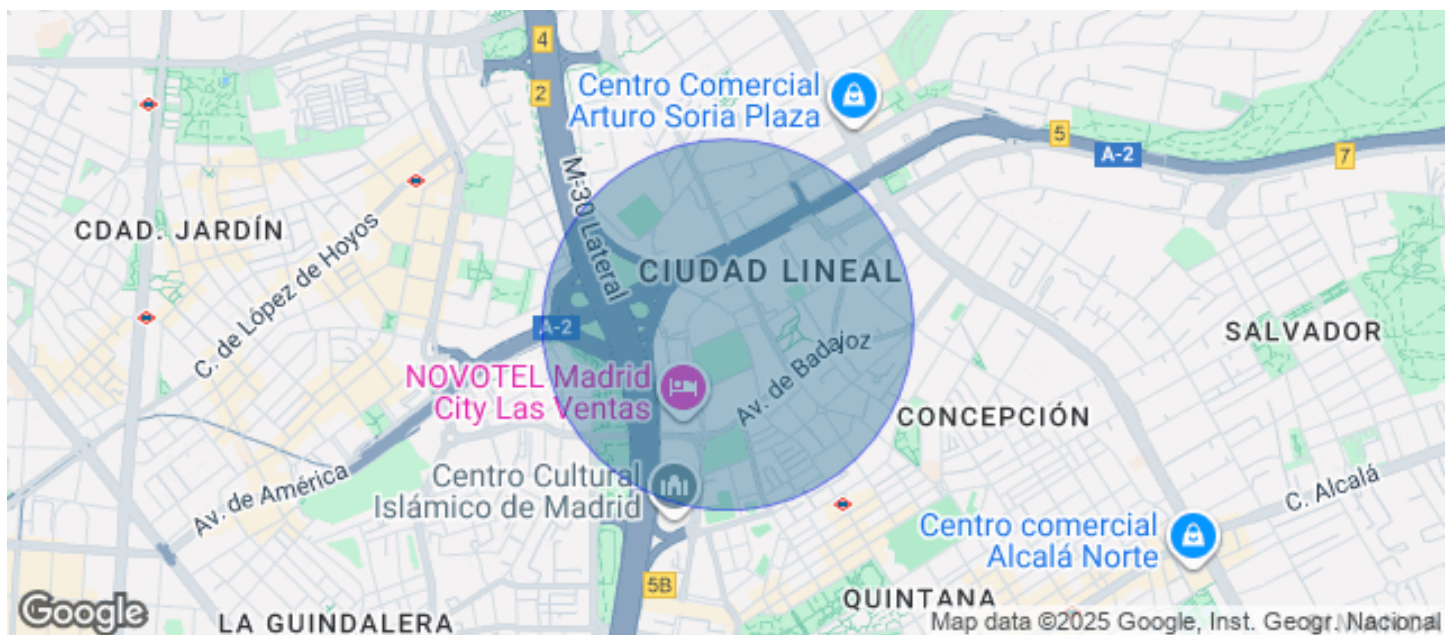 4
2
Centro Comercial
Arturo Soria Plaza
5
A-2
7
M-30 Lateral
CDAD. JARDÍN
C. de López de Hoyos
CIUDAD LINEAL
A-2
SALVADOR
Av. de Badajoz
NOVOTEL Madrid
City Las Ventas
CONCEPCIÓN
Av. de América
Centro Cultural
Islámico de Madrid
C. Alcalá
Centro comercial
Alcalá Norte
5B
QUINTANA
Google
LA GUINDALERA
Map data ©2025 Google, Inst. Geogr. Nacional